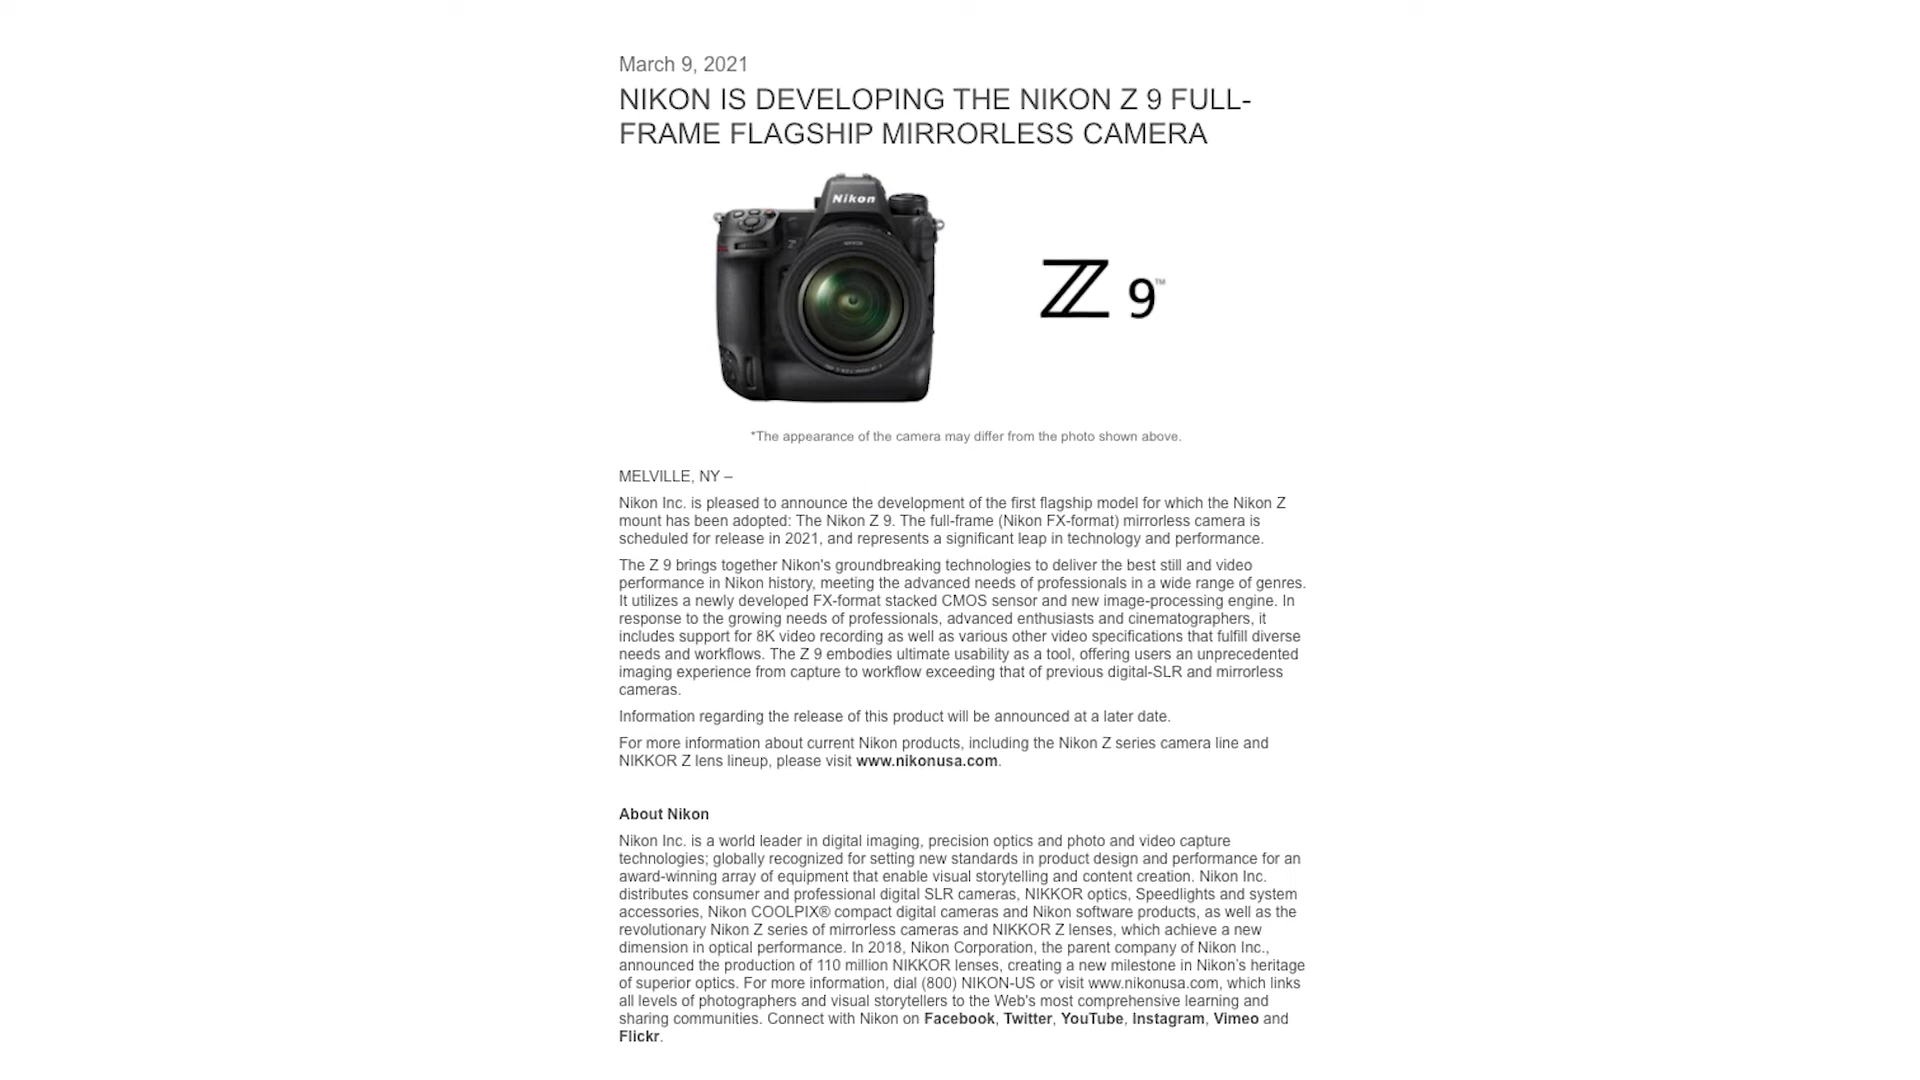 March 9, 2021
NIKON IS DEVELOPING THE NIKON Z 9 FULL-
FRAME FLAGSHIP MIRRORLESS CAMERA
Nikon
Z 9™
*The appearance of the camera may differ from the photo shown above.
MELVILLE, NY –
Nikon Inc. is pleased to announce the development of the first flagship model for which the Nikon Z
mount has been adopted: The Nikon Z 9. The full-frame (Nikon FX-format) mirrorless camera is
scheduled for release in 2021, and represents a significant leap in technology and performance.
The Z 9 brings together Nikon's groundbreaking technologies to deliver the best still and video
performance in Nikon history, meeting the advanced needs of professionals in a wide range of genres.
It utilizes a newly developed FX-format stacked CMOS sensor and new image-processing engine. In
response to the growing needs of professionals, advanced enthusiasts and cinematographers, it
includes support for 8K video recording as well as various other video specifications that fulfill diverse
needs and workflows. The Z 9 embodies ultimate usability as a tool, offering users an unprecedented
imaging experience from capture to workflow exceeding that of previous digital-SLR and mirrorless
cameras.
Information regarding the release of this product will be announced at a later date.
For more information about current Nikon products, including the Nikon Z series camera line and
NIKKOR Z lens lineup, please visit www.nikonusa.com.
About Nikon
Nikon Inc. is a world leader in digital imaging, precision optics and photo and video capture
technologies; globally recognized for setting new standards in product design and performance for an
award-winning array of equipment that enable visual storytelling and content creation. Nikon Inc.
distributes consumer and professional digital SLR cameras, NIKKOR optics, Speedlights and system
accessories, Nikon COOLPIX® compact digital cameras and Nikon software products, as well as the
revolutionary Nikon Z series of mirrorless cameras and NIKKOR Z lenses, which achieve a new
dimension in optical performance. In 2018, Nikon Corporation, the parent company of Nikon Inc.,
announced the production of 110 million NIKKOR lenses, creating a new milestone in Nikon’s heritage
of superior optics. For more information, dial (800) NIKON-US or visit www.nikonusa.com, which links
all levels of photographers and visual storytellers to the Web's most comprehensive learning and
sharing communities. Connect with Nikon on Facebook, Twitter, YouTube, Instagram, Vimeo and
Flickr.